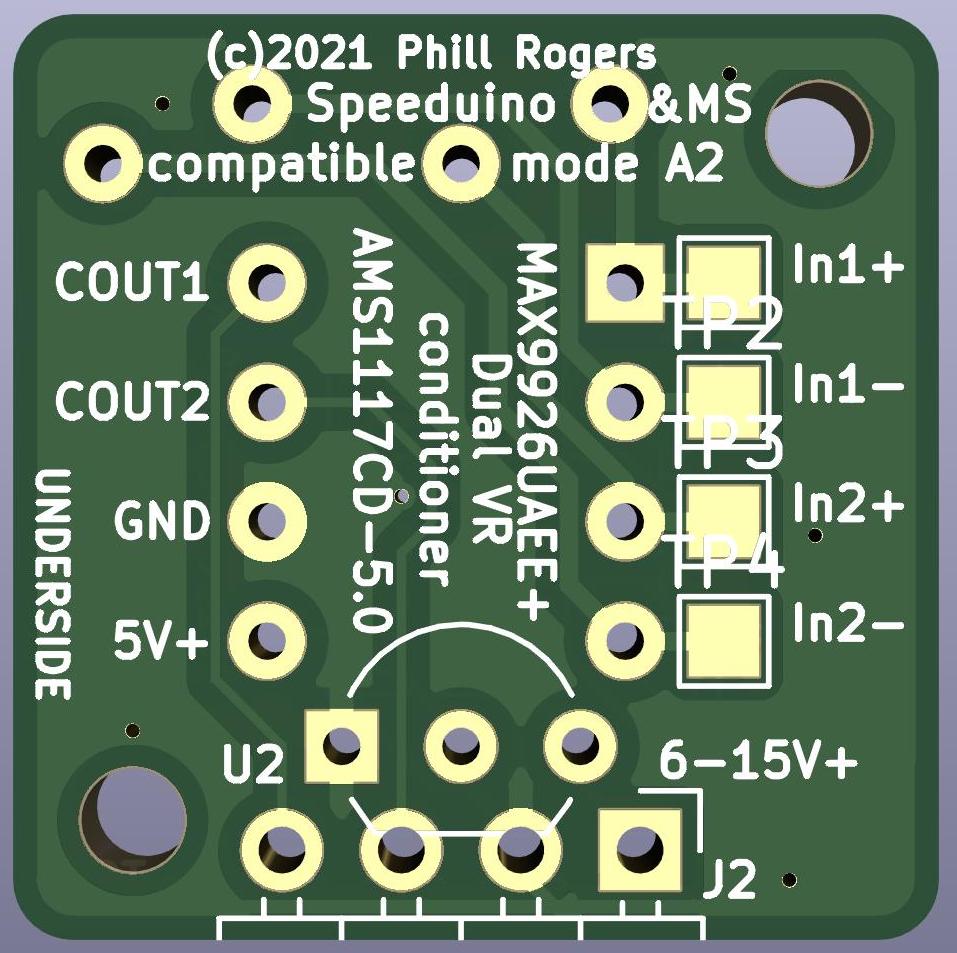 (c)2021 Phill Rogers
Speeduino &MS
compatible mode A2
COUT1
COUT2
GND
5V+
UNDERSIDE
AMS1117CD-5.0
conditioner
Dual VR
MAX9926UAEE+
In1+
TP2
In1-
TP3
In2+
TP4
In2-
U2
6-15V+
J2